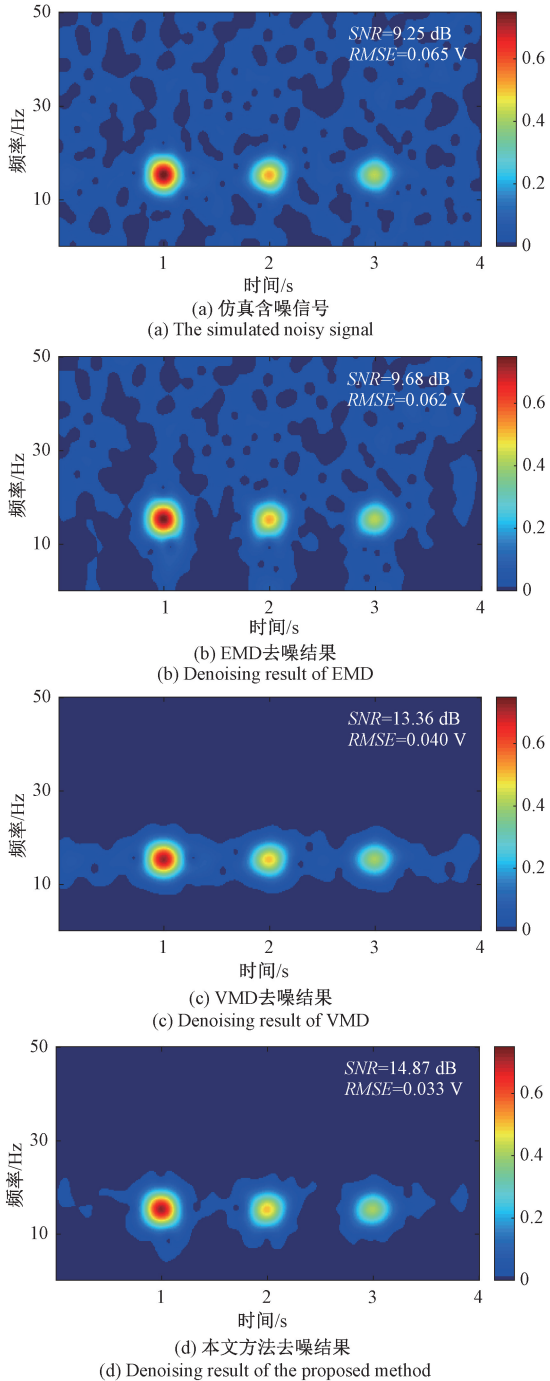 SNR=9.25 dB
RMSE=0.065 V
频率/Hz
50
30
10
1
2
3
4
0.6
0.4
0.2
0
时间/s
(a) 仿真含噪信号
(a) The simulated noisy signal
SNR=9.68 dB
RMSE=0.062 V
频率/Hz
50
30
10
1
2
3
4
0.6
0.4
0.2
0
时间/s
(b) EMD去噪结果
(b) Denoising result of EMD
SNR=13.36 dB
RMSE=0.040 V
频率/Hz
50
30
10
1
2
3
4
0.6
0.4
0.2
0
时间/s
(c) VMD去噪结果
(c) Denoising result of VMD
SNR=14.87 dB
RMSE=0.033 V
频率/Hz
50
30
10
1
2
3
4
0.6
0.4
0.2
0
时间/s
(d) 本文方法去噪结果
(d) Denoising result of the proposed method